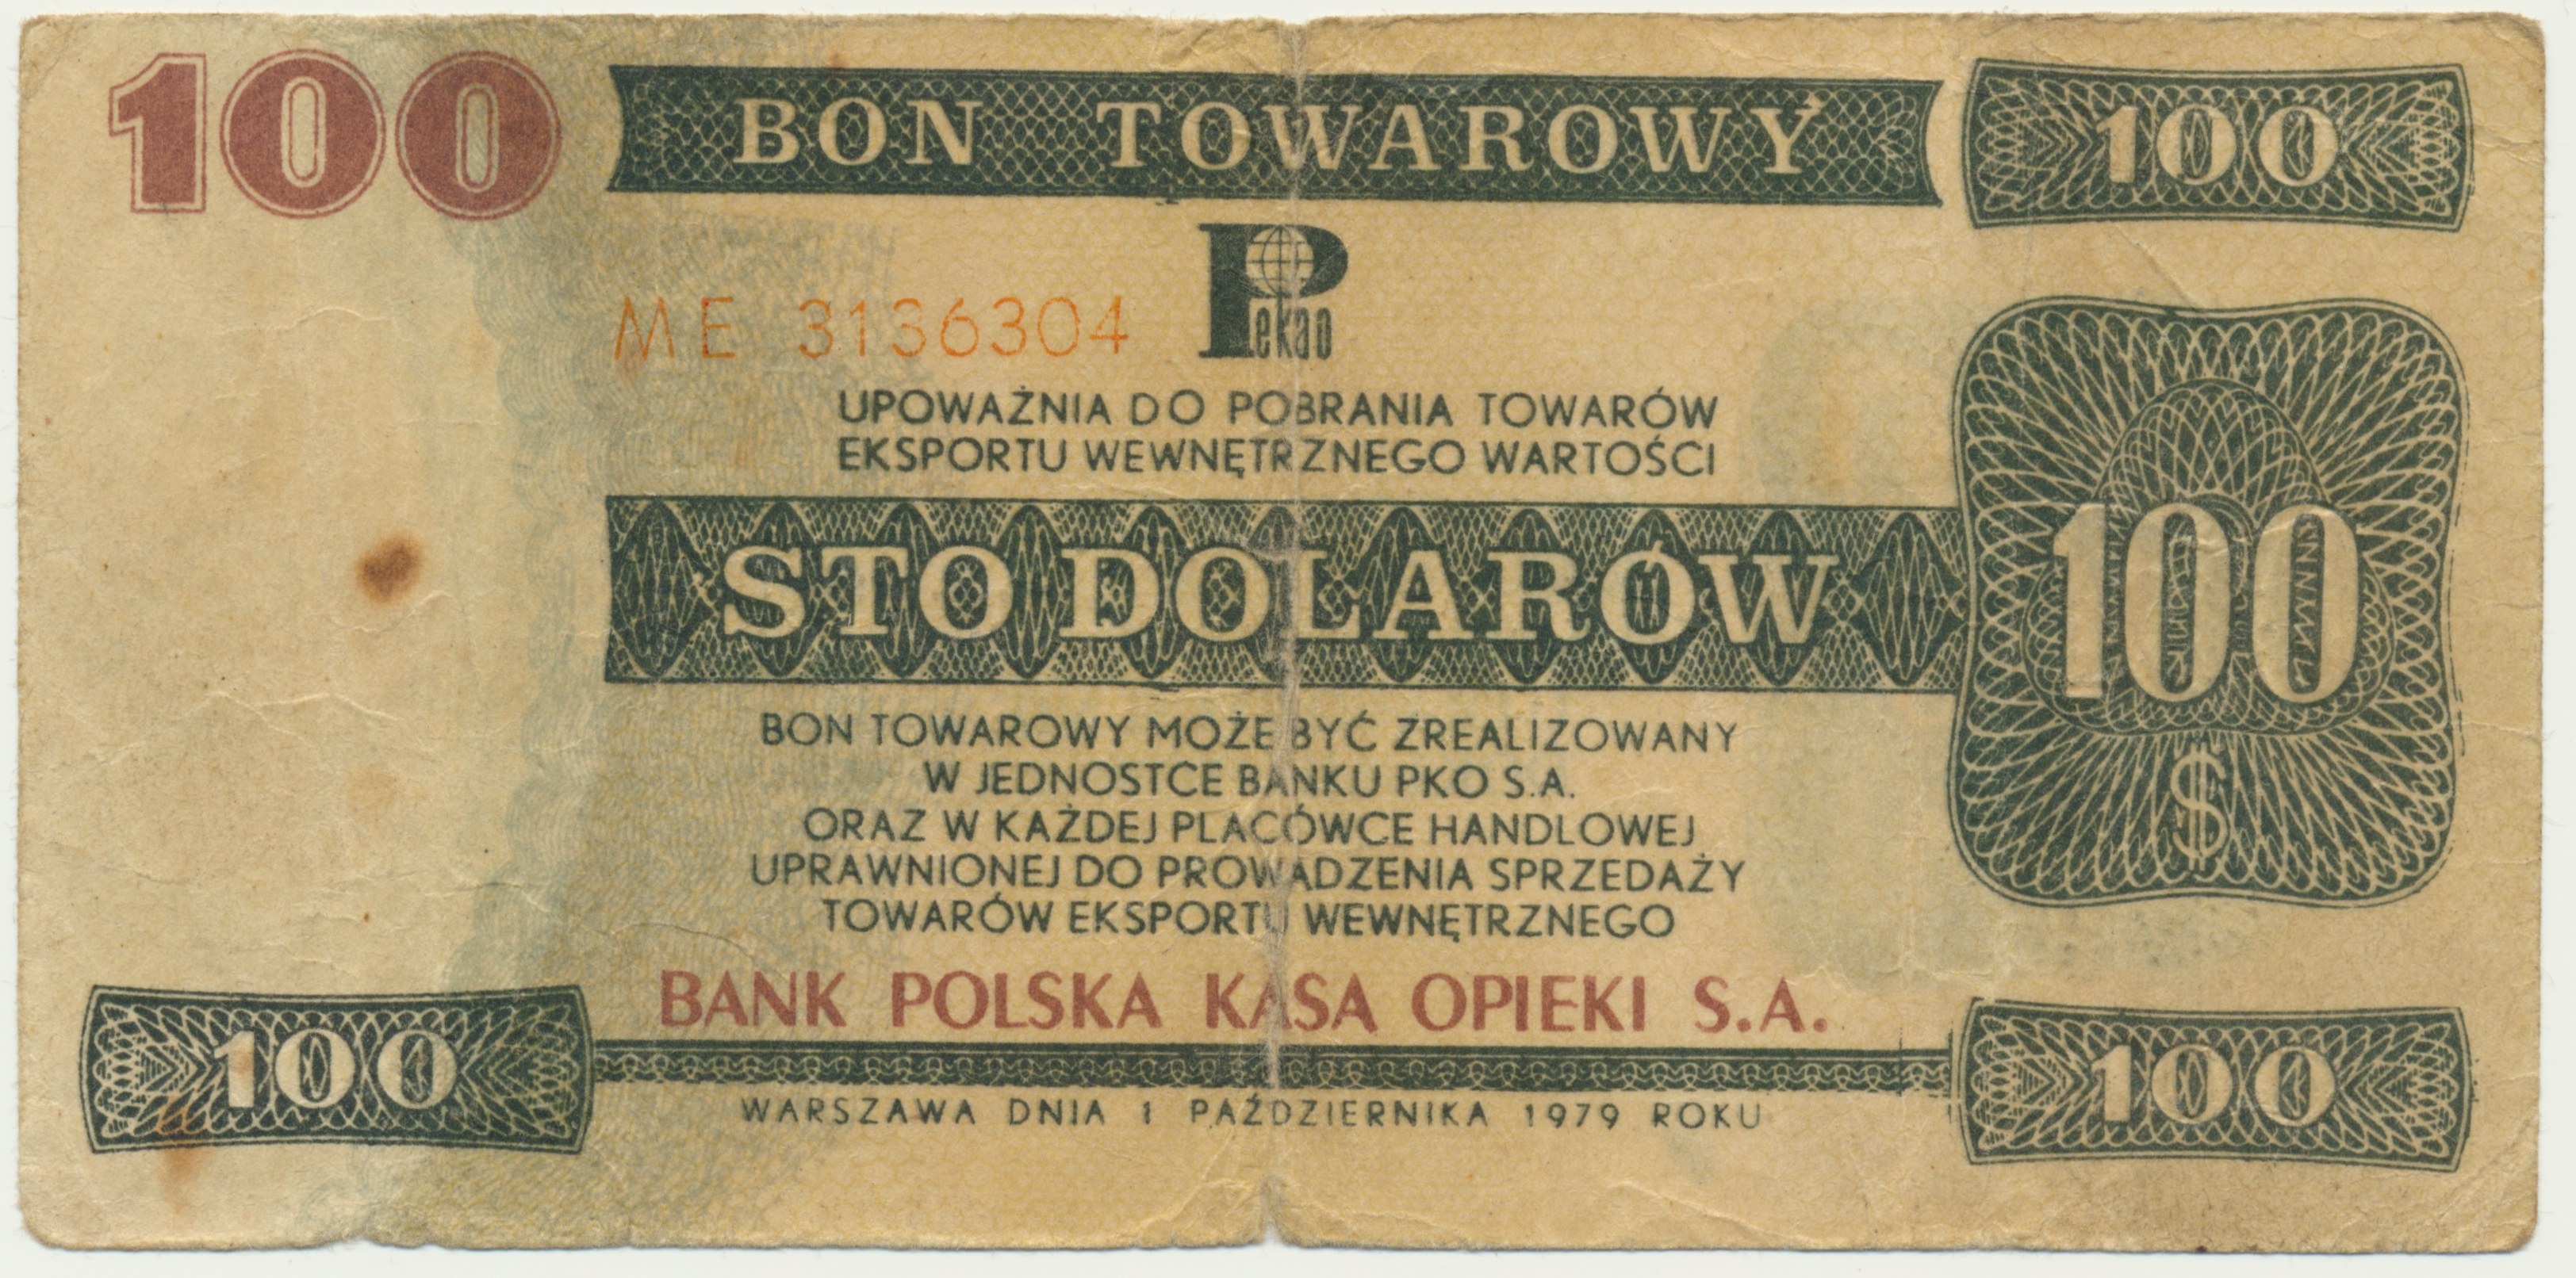 100 BON TOWAROWY 100
Pekao
ME 3136304
UPOWAŻNIA DO POBRANIA TOWARÓW
EKSPORTU WEWNĘTRZNEGO WARTOŚCI
STO DOLARÓW
100
$
BON TOWAROWY MOŻE BYĆ ZREALIZOWANY
W JEDNOSTCE BANKU PKO S.A.
ORAZ W KAŻDEJ PLACÓWCE HANDLOWEJ
UPRAWNIONEJ DO PROWADZENIA SPRZEDAŻY
TOWARÓW EKSPORTU WEWNĘTRZNEGO
BANK POLSKA KASA OPIEKI S.A.
100 100
WARSZAWA DNIA 1 PAŹDZIERNIKA 1979 ROKU